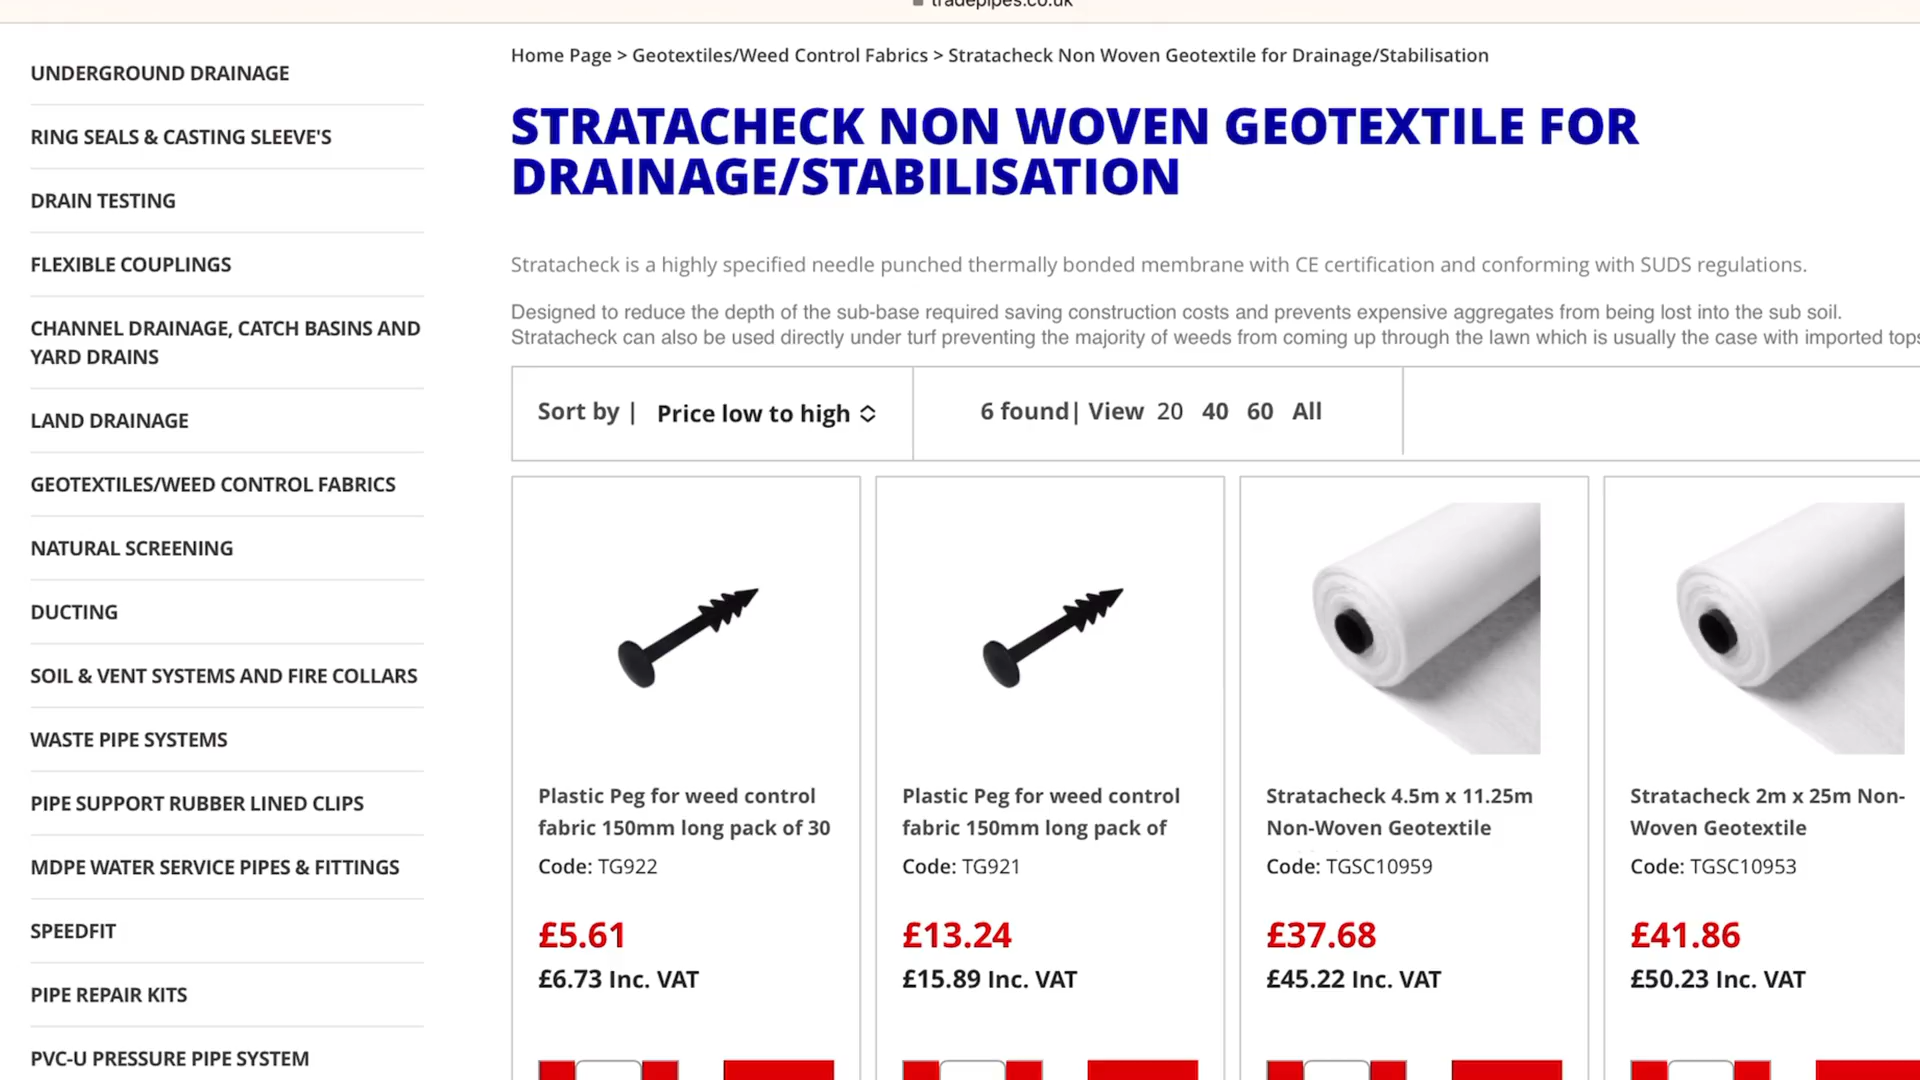 tradepipes.co.uk
UNDERGROUND DRAINAGE
RING SEALS & CASTING SLEEVE'S
DRAIN TESTING
FLEXIBLE COUPLINGS
CHANNEL DRAINAGE, CATCH BASINS AND
YARD DRAINS
LAND DRAINAGE
GEOTEXTILES/WEED CONTROL FABRICS
NATURAL SCREENING
DUCTING
SOIL & VENT SYSTEMS AND FIRE COLLARS
WASTE PIPE SYSTEMS
PIPE SUPPORT RUBBER LINED CLIPS
MDPE WATER SERVICE PIPES & FITTINGS
SPEEDFIT
PIPE REPAIR KITS
PVC-U PRESSURE PIPE SYSTEM
Home Page > Geotextiles/Weed Control Fabrics > Stratacheck Non Woven Geotextile for Drainage/Stabilisation
STRATACHECK NON WOVEN GEOTEXTILE FOR
DRAINAGE/STABILISATION
Stratacheck is a highly specified needle punched thermally bonded membrane with CE certification and conforming with SUDS regulations.
Designed to reduce the depth of the sub-base required saving construction costs and prevents expensive aggregates from being lost into the sub soil.
Stratacheck can also be used directly under turf preventing the majority of weeds from coming up through the lawn which is usually the case with imported tops
Sort by | Price low to high
6 found| View 20 40 60 All
Plastic Peg for weed control
fabric 150mm long pack of 30
Code: TG922
£5.61
£6.73 Inc. VAT
Plastic Peg for weed control
fabric 150mm long pack of
Code: TG921
£13.24
£15.89 Inc. VAT
Stratacheck 4.5m x 11.25m
Non-Woven Geotextile
Code: TGSC10959
£37.68
£45.22 Inc. VAT
Stratacheck 2m x 25m Non-
Woven Geotextile
Code: TGSC10953
£41.86
£50.23 Inc. VAT